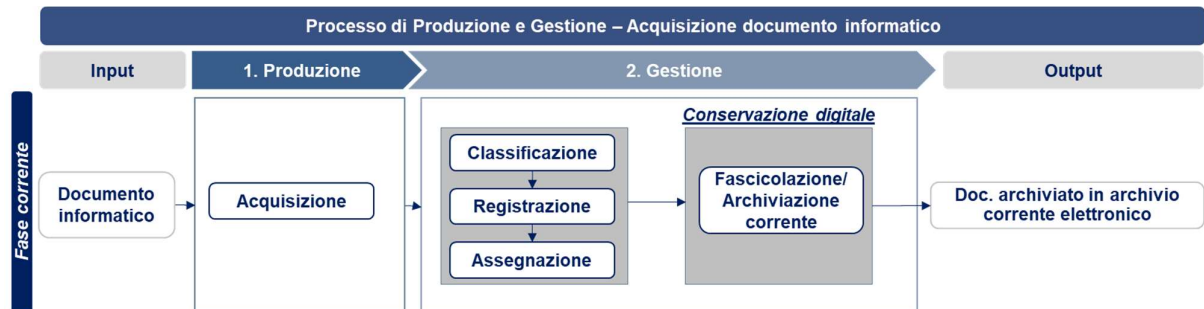 Processo di Produzione e Gestione – Acquisizione documento informatico
Input
1. Produzione
2. Gestione
Output
Fase corrente
Documento
informatico
Acquisizione
Classificazione
Registrazione
Assegnazione
Conservazione digitale
Fascicolazione/
Archiviazione
corrente
Doc. archiviato in archivio
corrente elettronico